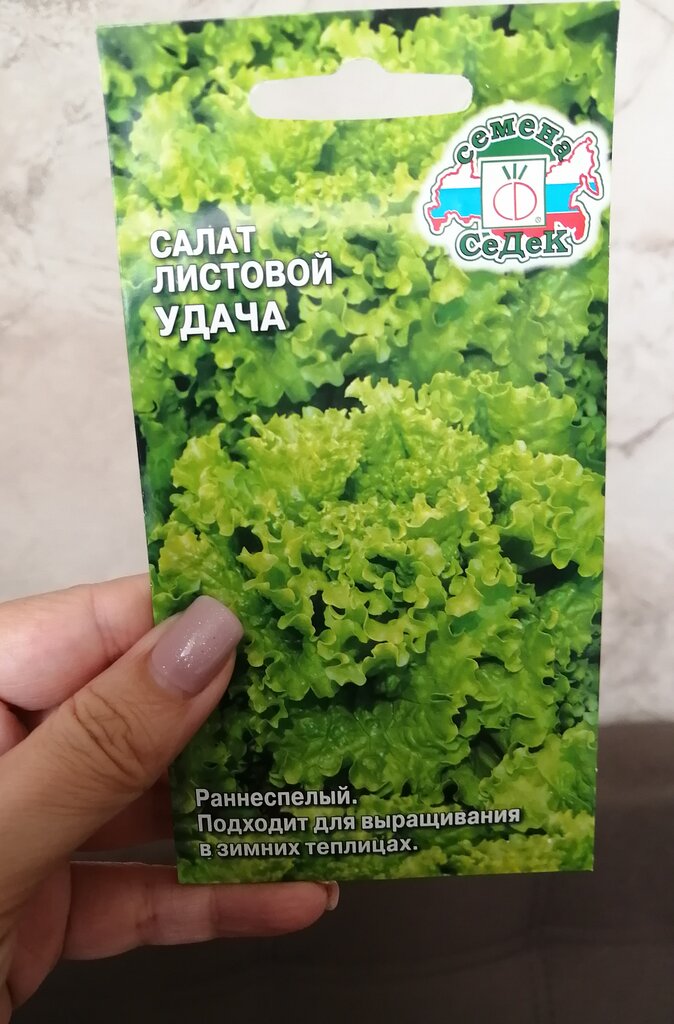 семена
СеДеК
САЛАТ
ЛИСТОВОЙ
УДАЧА
Раннеспелый.
Подходит для выращивания
в зимних теплицах.